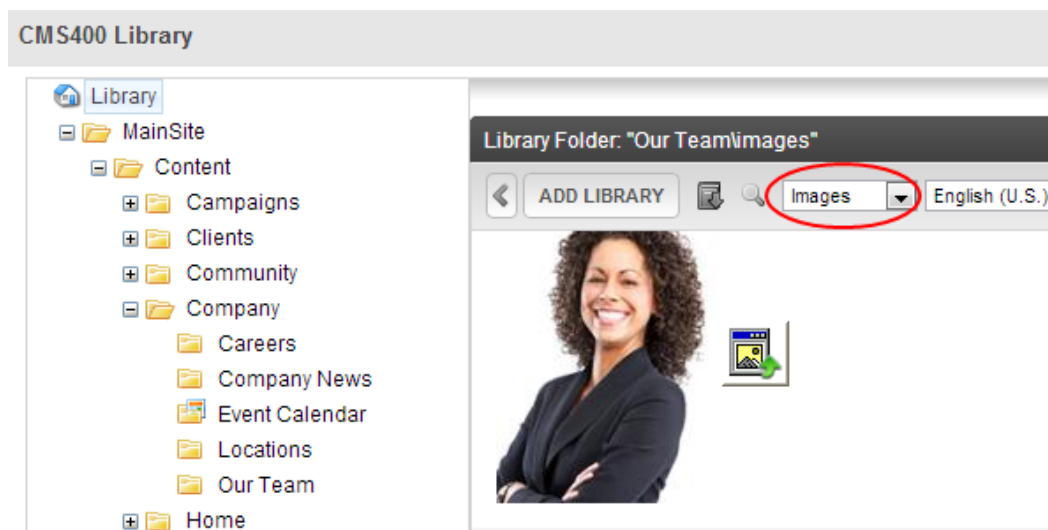 CMS400 Library
Library
MainSite
Content
Campaigns
Clients
Community
Company
Careers
Company News
Event Calendar
Locations
Our Team
Home
Library Folder: "Our Team\images"
ADD LIBRARY Images English (U.S.)